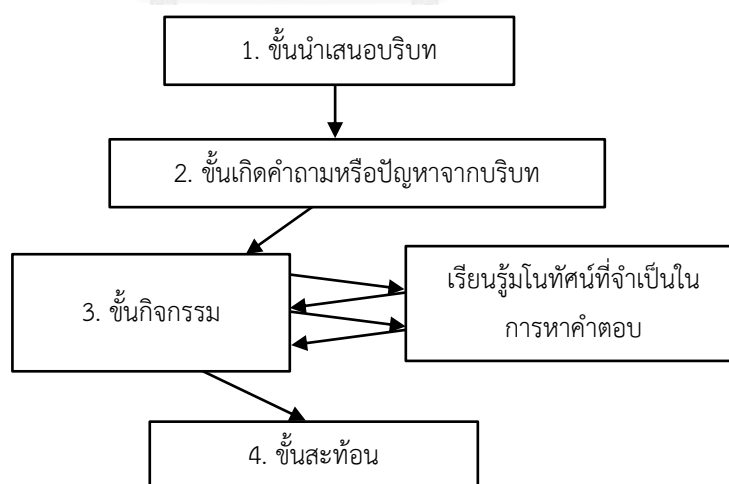 1. ขั้นนำเสนอบริบท
2. ขั้นเกิดคำถามหรือปัญหาจากบริบท
3. ขั้นกิจกรรม
เรียนรู้มโนทัศน์ที่จำเป็นใน
การหาคำตอบ
4. ขั้นสะท้อน